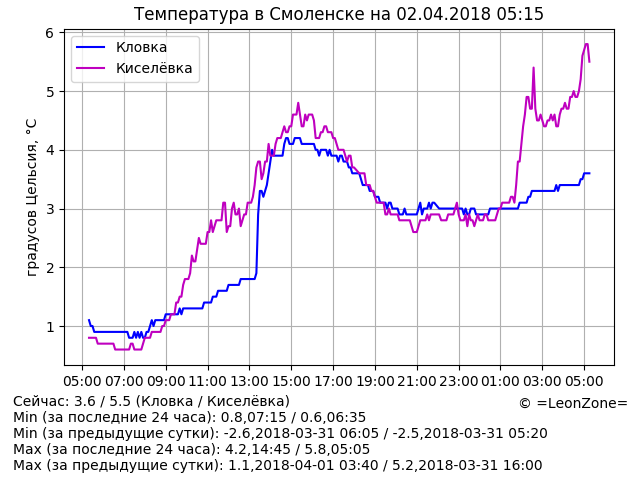 Температура в Смоленске на 02.04.2018 05:15
Кловка
Киселёвка
градусов Цельсия, °C
6
5
4
3
2
1
05:00 07:00 09:00 11:00 13:00 15:00 17:00 19:00 21:00 23:00 01:00 03:00 05:00
Сейчас: 3.6 / 5.5 (Кловка / Киселёвка)
© =LeonZone=
Min (за последние 24 часа): 0.8,07:15 / 0.6,06:35
Min (за предыдущие сутки): -2.6,2018-03-31 06:05 / -2.5,2018-03-31 05:20
Max (за последние 24 часа): 4.2,14:45 / 5.8,05:05
Max (за предыдущие сутки): 1.1,2018-04-01 03:40 / 5.2,2018-03-31 16:00